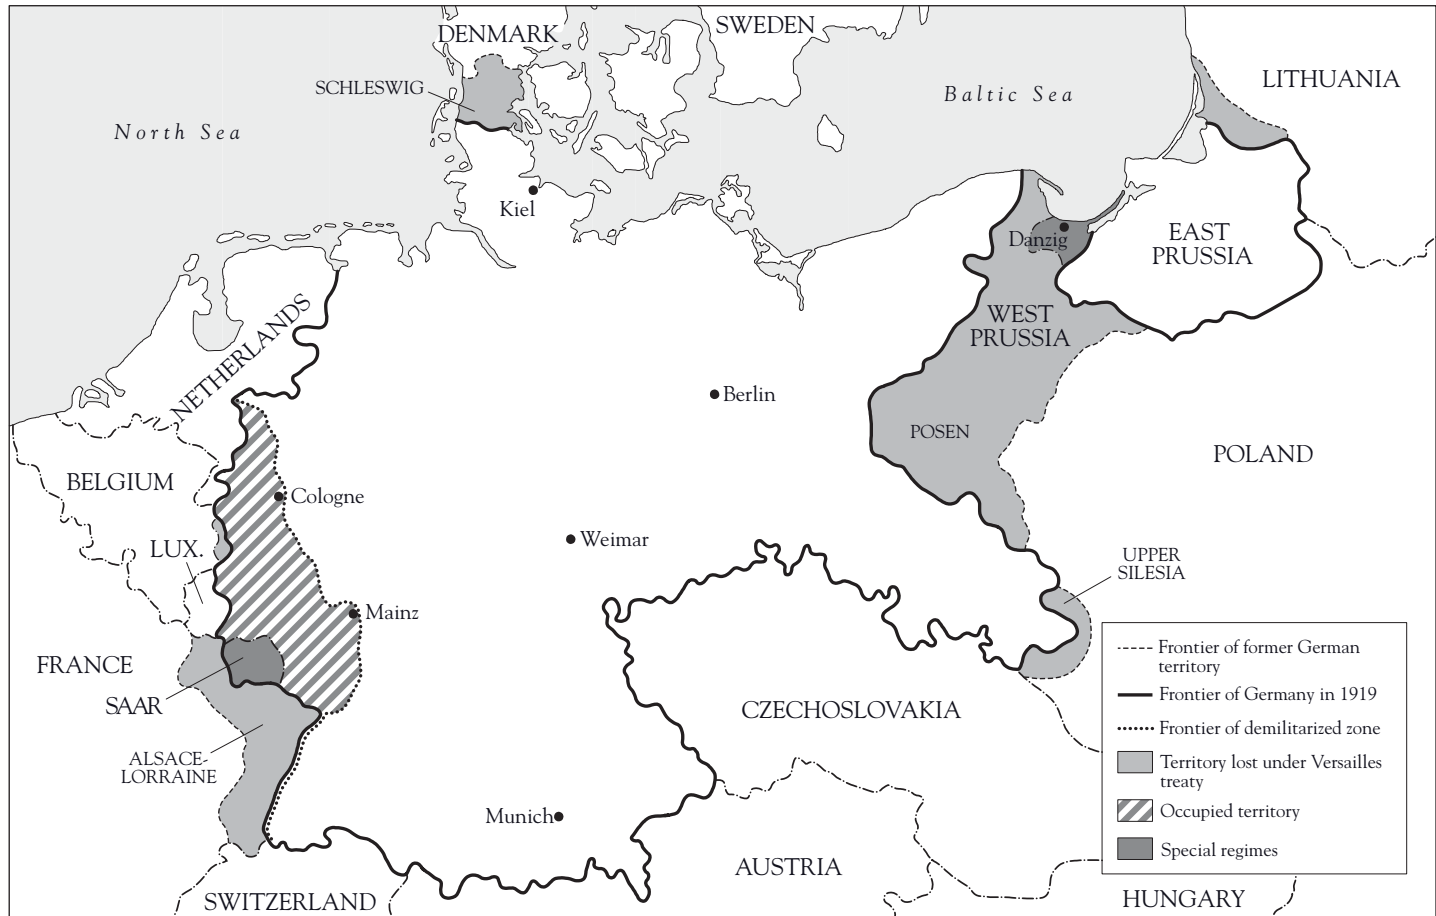 DENMARK
SWEDEN
SCHLESWIG
LITHUANIA
Baltic Sea
North Sea
Kiel
Danzig
EAST
PRUSSIA
NETHERLANDS
WEST
PRUSSIA
Berlin
POSEN
POLAND
BELGIUM
Cologne
Weimar
LUX.
UPPER
SILESIA
Mainz
FRANCE
SAAR
CZECHOSLOVAKIA
ALSACE-
LORRAINE
Munich
AUSTRIA
SWITZERLAND
HUNGARY
Frontier of former German
territory
Frontier of Germany in 1919
Frontier of demilitarized zone
Territory lost under Versailles
treaty
Occupied territory
Special regimes